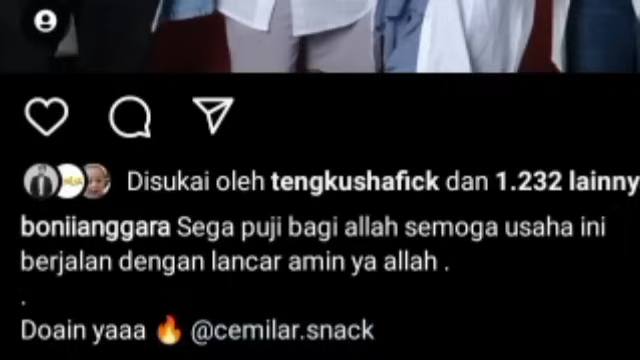 Disukai oleh tengkushafick dan 1.232 lainny
boniianggara Sega puji bagi allah semoga usaha ini
berjalan dengan lancar amin ya allah .
.
Doain yaaa 🔥 @cemilar.snack